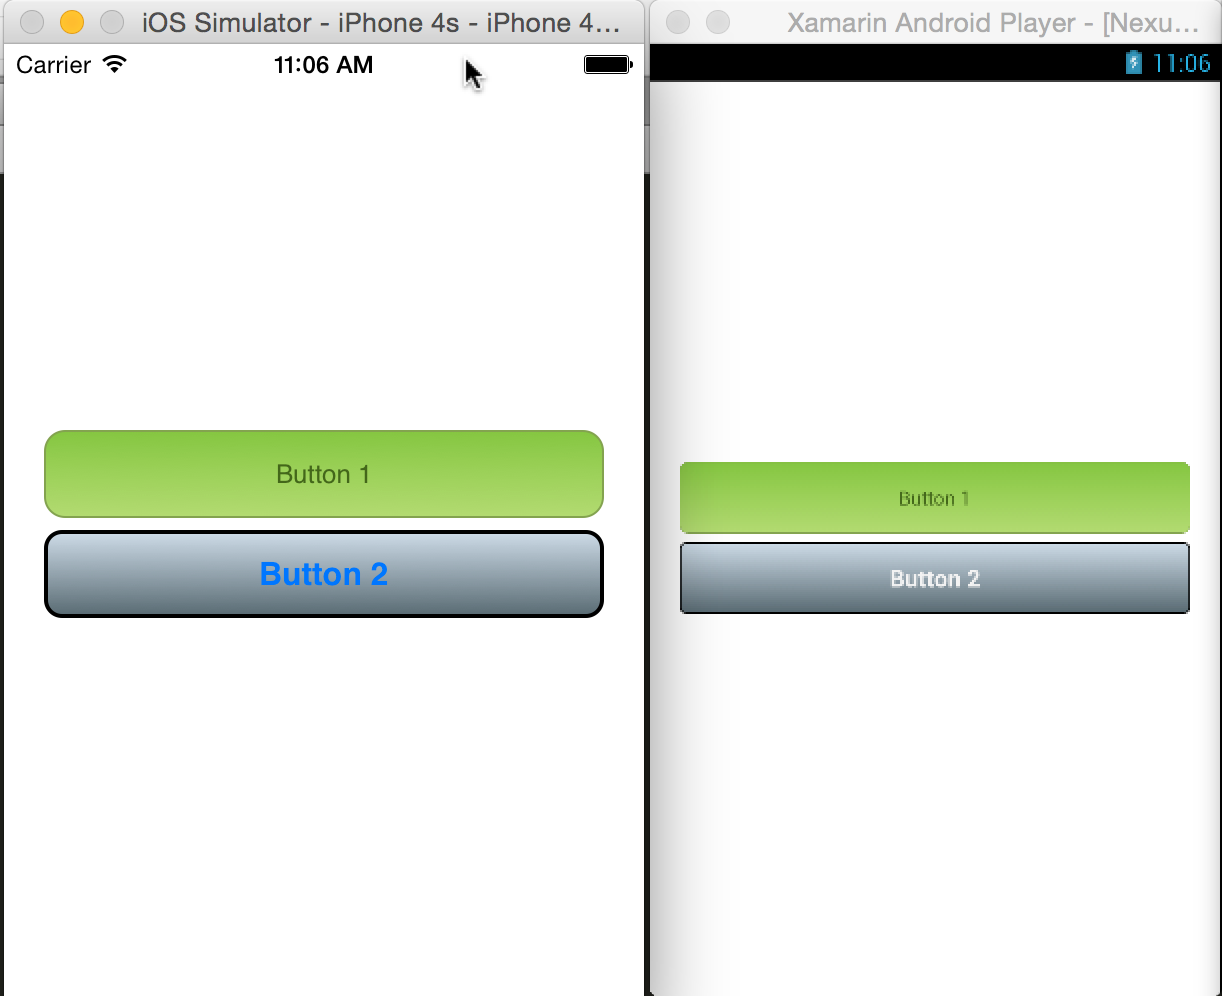 iOS Simulator - iPhone 4s - iPhone 4...
Carrier
11:06 AM
Button 1
Button 2
Xamarin Android Player - [Nexu...
11:06
Button 1
Button 2